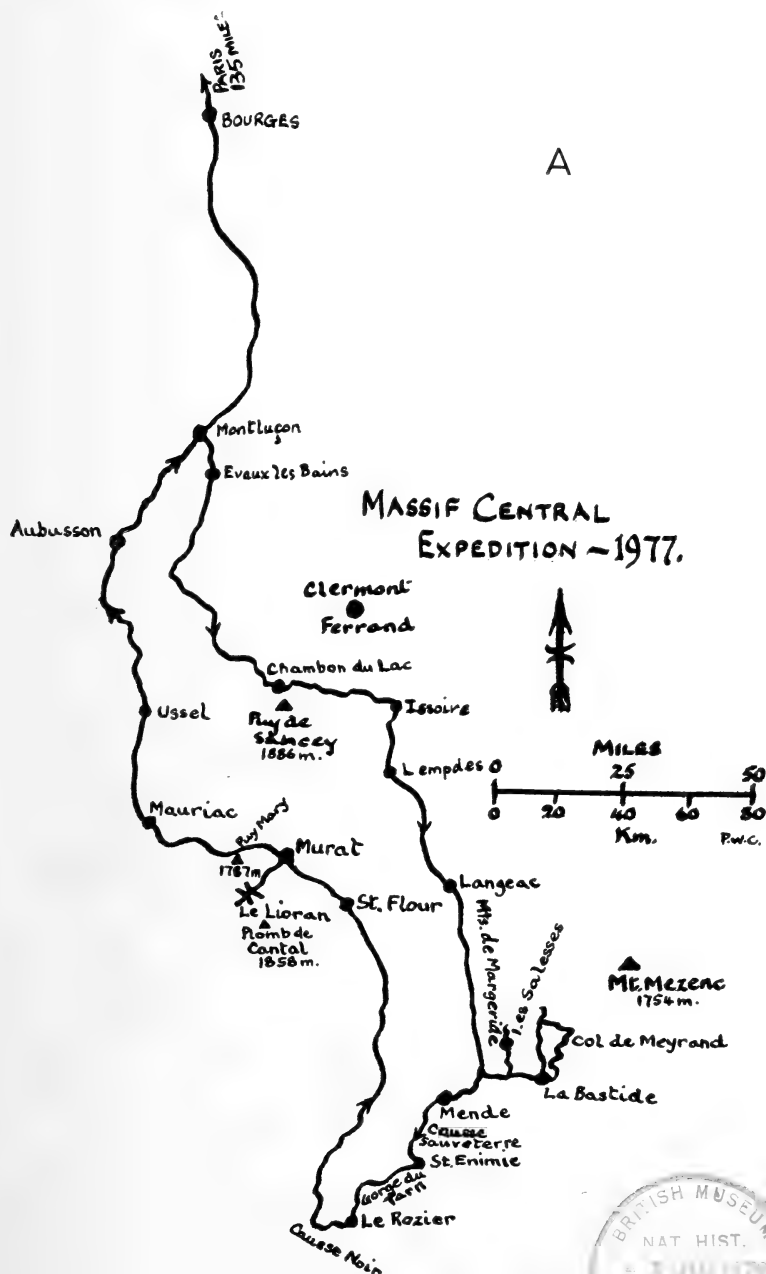 PARIS
135 MILES
BOURGES
A
Montluçon
Evaux les Bains
MASSIF CENTRAL
EXPEDITION ~ 1977.
Aubusson
Clermont
Ferrand
Chambon du Lac
Ussel
Puy de
Sancey
1886m.
Issoire
Lempdes
MILES
0 25 50
0 20 40 60 80
Km.
P.W.C.
Mauriac
Puy Mary
1787m
Murat
Langeac
Le Lioran
St. Flour
Plomb de
Cantal
1858m.
Mts. de Margeride
Les Salesses
Mt. Mezenc
1754m.
Col de Meyrand
La Bastide
Mende
Causse
Sauveterre
St. Enimie
Gorge du
Tarn
Le Rozier
Causse Noir
BRITISH MUSEUM
NAT HIST.